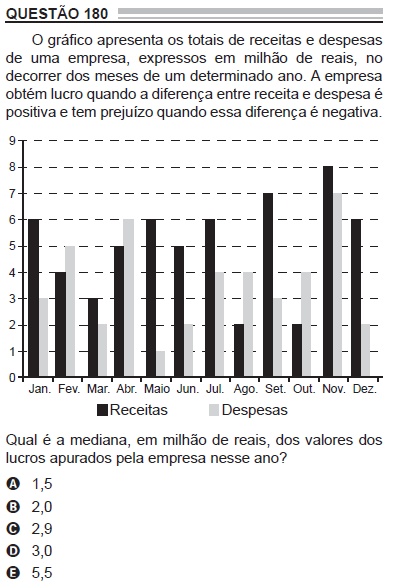 QUESTÃO 180
O gráfico apresenta os totais de receitas e despesas
de uma empresa, expressos em milhão de reais, no
decorrer dos meses de um determinado ano. A empresa
obtém lucro quando a diferença entre receita e despesa é
positiva e tem prejuízo quando essa diferença é negativa.
9
8
7
6
5
4
3
2
1
0
Jan. Fev. Mar. Abr. Maio Jun. Jul. Ago. Set. Out. Nov. Dez.
Receitas Despesas
Qual é a mediana, em milhão de reais, dos valores dos
lucros apurados pela empresa nesse ano?
A 1,5
B 2,0
C 2,9
D 3,0
E 5,5